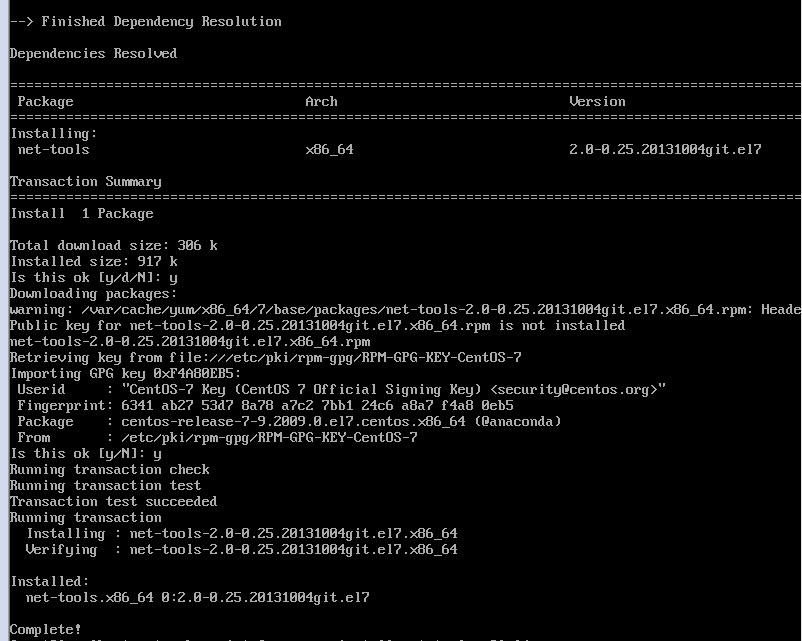 --> Finished Dependency Resolution
Dependencies Resolved
================================================================================
Package Arch Version
================================================================================
Installing:
net-tools x86_64 2.0-0.25.20131004git.el7
Transaction Summary
================================================================================
Install 1 Package
Total download size: 306 k
Installed size: 917 k
Is this ok [y/d/N]: y
Downloading packages:
warning: /var/cache/yum/x86_64/7/base/packages/net-tools-2.0-0.25.20131004git.el7.x86_64.rpm: Heade
Public key for net-tools-2.0-0.25.20131004git.el7.x86_64.rpm is not installed
net-tools-2.0-0.25.20131004git.el7.x86_64.rpm
Retrieving key from file:///etc/pki/rpm-gpg/RPM-GPG-KEY-CentOS-7
Importing GPG key 0xF4A80EB5:
Userid : "CentOS-7 Key (CentOS 7 Official Signing Key) <security@centos.org>"
Fingerprint: 6341 ab27 53d7 8a78 a7c2 7bb1 24c6 a8a7 f4a8 0eb5
Package : centos-release-7-9.2009.0.el7.centos.x86_64 (@anaconda)
From : /etc/pki/rpm-gpg/RPM-GPG-KEY-CentOS-7
Is this ok [y/N]: y
Running transaction check
Running transaction test
Transaction test succeeded
Running transaction
Installing : net-tools-2.0-0.25.20131004git.el7.x86_64
Verifying : net-tools-2.0-0.25.20131004git.el7.x86_64
Installed:
net-tools.x86_64 0:2.0-0.25.20131004git.el7
Complete!